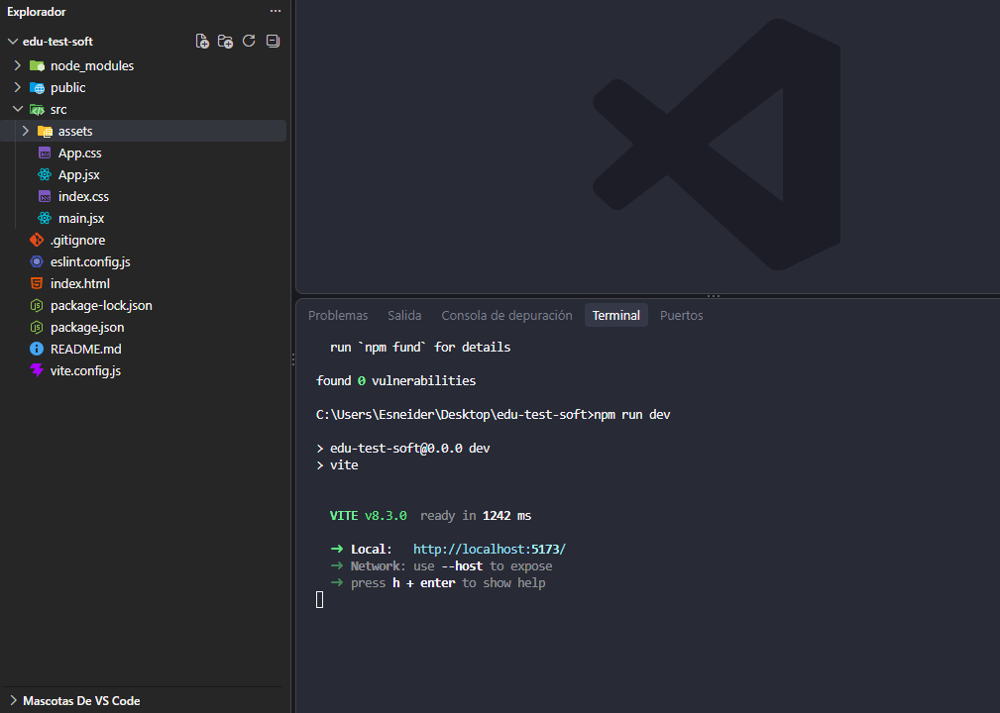 Explorador
edu-test-soft
node_modules
public
src
assets
App.css
App.jsx
index.css
main.jsx
.gitignore
eslint.config.js
index.html
package-lock.json
package.json
README.md
vite.config.js
Mascotas De VS Code
Problemas Salida Consola de depuración Terminal Puertos
run `npm fund` for details
found 0 vulnerabilities
C:\Users\Esneider\Desktop\edu-test-soft>npm run dev
> edu-test-soft@0.0.0 dev
> vite
VITE v8.3.0 ready in 1242 ms
➜ Local: http://localhost:5173/
➜ Network: use --host to expose
➜ press h + enter to show help